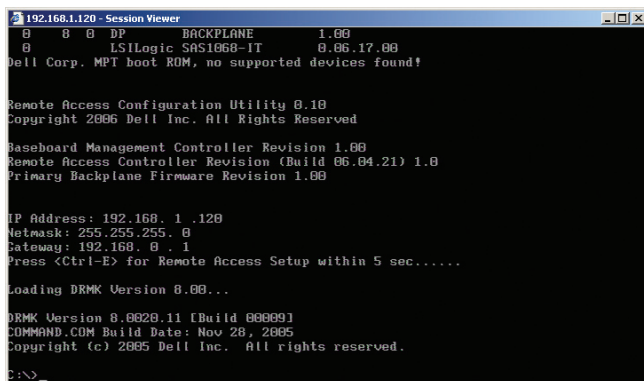 192.168.1.120 - Session Viewer
0 8 0 DP BACKPLANE 1.00
0 LSILogic SAS1068-IT 0.06.17.00
Dell Corp. MPT boot ROM, no supported devices found!
Remote Access Configuration Utility 0.10
Copyright 2006 Dell Inc. All Rights Reserved
Baseboard Management Controller Revision 1.00
Remote Access Controller Revision (Build 06.04.21) 1.0
Primary Backplane Firmware Revision 1.00
IP Address: 192.168. 1 .120
Netmask: 255.255.255. 0
Gateway: 192.168. 0 . 1
Press <Ctrl-E> for Remote Access Setup within 5 sec......
Loading DRMK Version 8.00...
DRMK Version 8.0020.11 [Build 00009]
COMMAND.COM Build Date: Nov 28, 2005
Copyright (c) 2005 Dell Inc. All rights reserved.
C:\>_